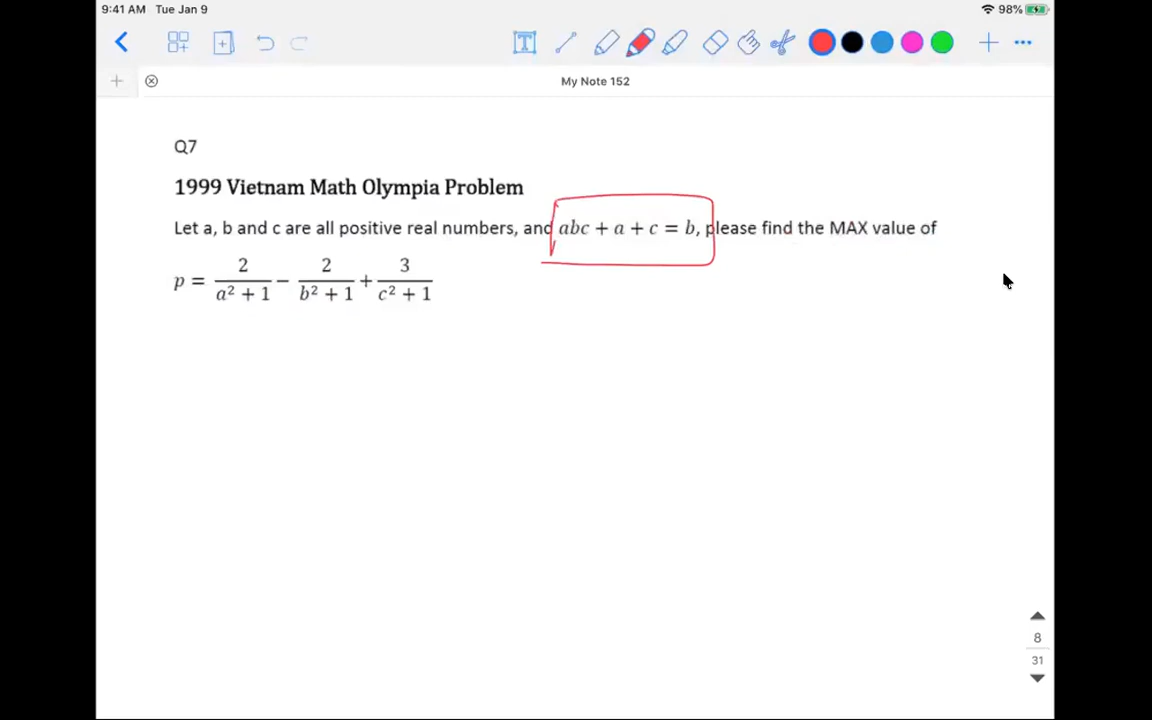 9:41 AM Tue Jan 9 98%
T
My Note 152
Q7
1999 Vietnam Math Olympia Problem
Let a, b and c are all positive real numbers, and abc + a + c = b, please find the MAX value of
p = 2/(a² + 1) − 2/(b² + 1) + 3/(c² + 1)
8
31